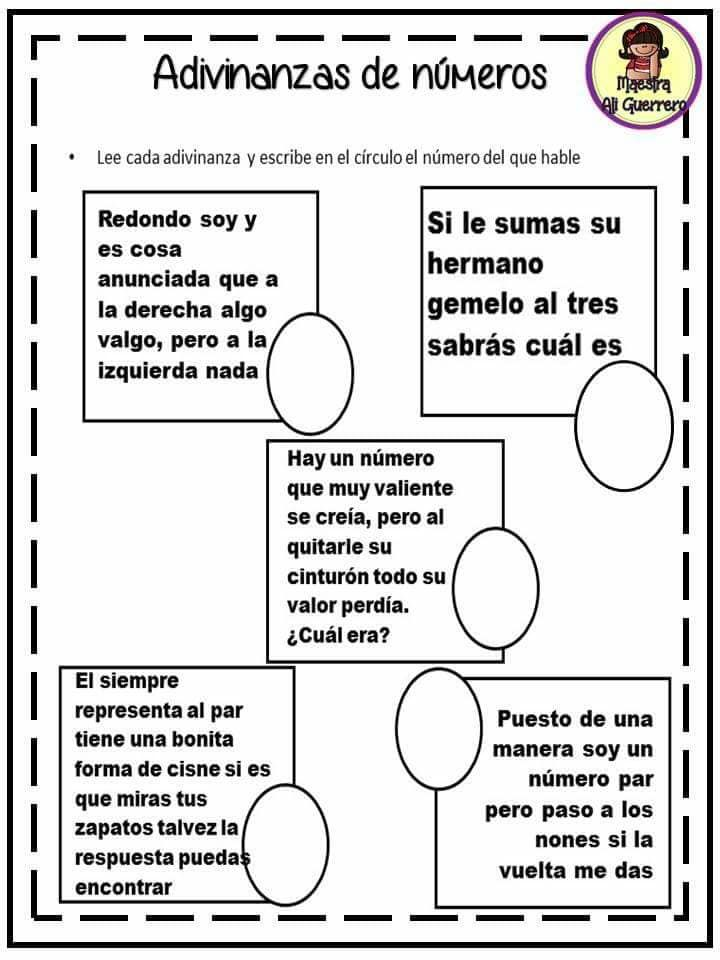 Adivinanzas de números
Maestra
Ali Guerrero
• Lee cada adivinanza y escribe en el círculo el número del que hable
Redondo soy y
es cosa
anunciada que a
la derecha algo
valgo, pero a la
izquierda nada
Si le sumas su
hermano
gemelo al tres
sabrás cuál es
Hay un número
que muy valiente
se creía, pero al
quitarle su
cinturón todo su
valor perdía.
¿Cuál era?
El siempre
representa al par
tiene una bonita
forma de cisne si es
que miras tus
zapatos talvez la
respuesta puedas
encontrar
Puesto de una
manera soy un
número par
pero paso a los
nones si la
vuelta me das